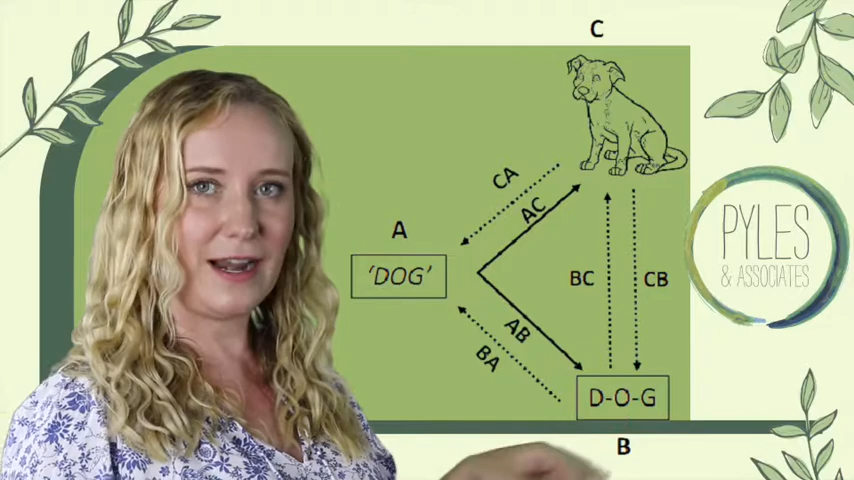 C
CA
AC
A
'DOG'
BC
CB
AB
BA
D-O-G
B
PYLES
& ASSOCIATES